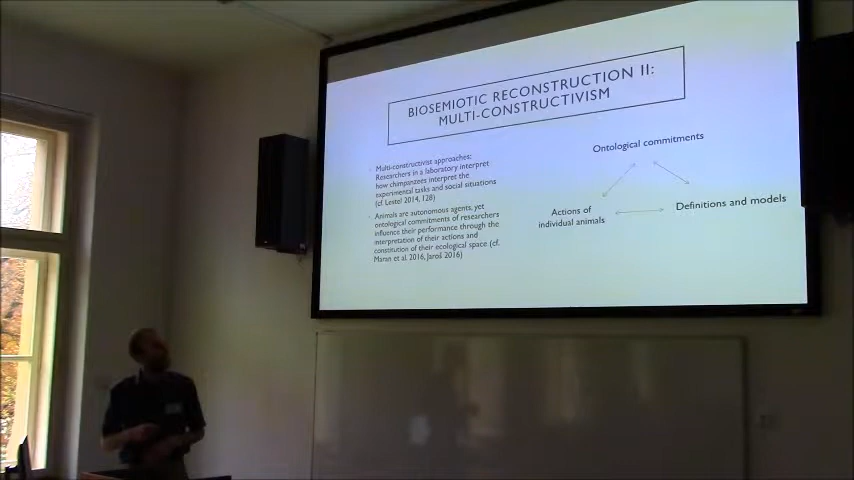 BIOSEMIOTIC RECONSTRUCTION II:
MULTI-CONSTRUCTIVISM
Multi-constructivist approaches:
Researchers in a laboratory interpret
how chimpanzees interpret the
experimental tasks and social situations
(cf. Lestel 2014, 128)
Animals are autonomous agents, yet
ontological commitments of researchers
influence their performance through the
interpretation of their actions and
constitution of their ecological space (cf.
Maran et al. 2016, Jaroš 2016)
Ontological commitments
Actions of
individual animals
Definitions and models